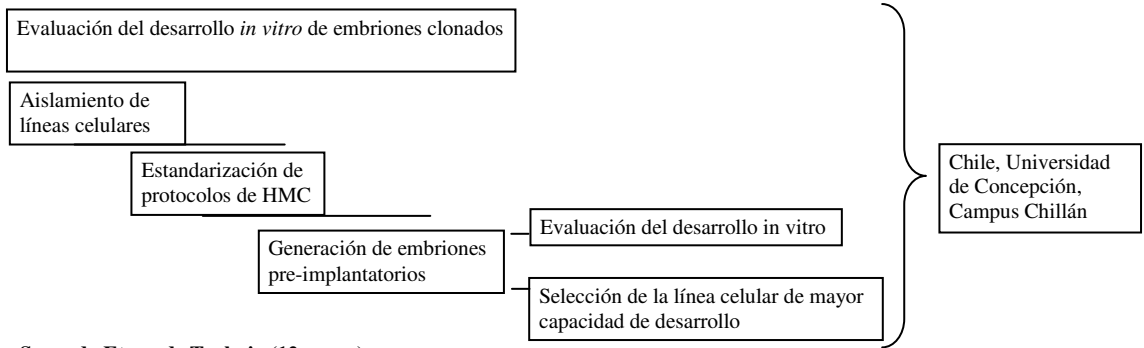 Evaluación del desarrollo in vitro de embriones clonados
Aislamiento de
líneas celulares
Estandarización de
protocolos de HMC
Generación de embriones
pre-implantatorios
Evaluación del desarrollo in vitro
Selección de la línea celular de mayor
capacidad de desarrollo
Chile, Universidad
de Concepción,
Campus Chillán